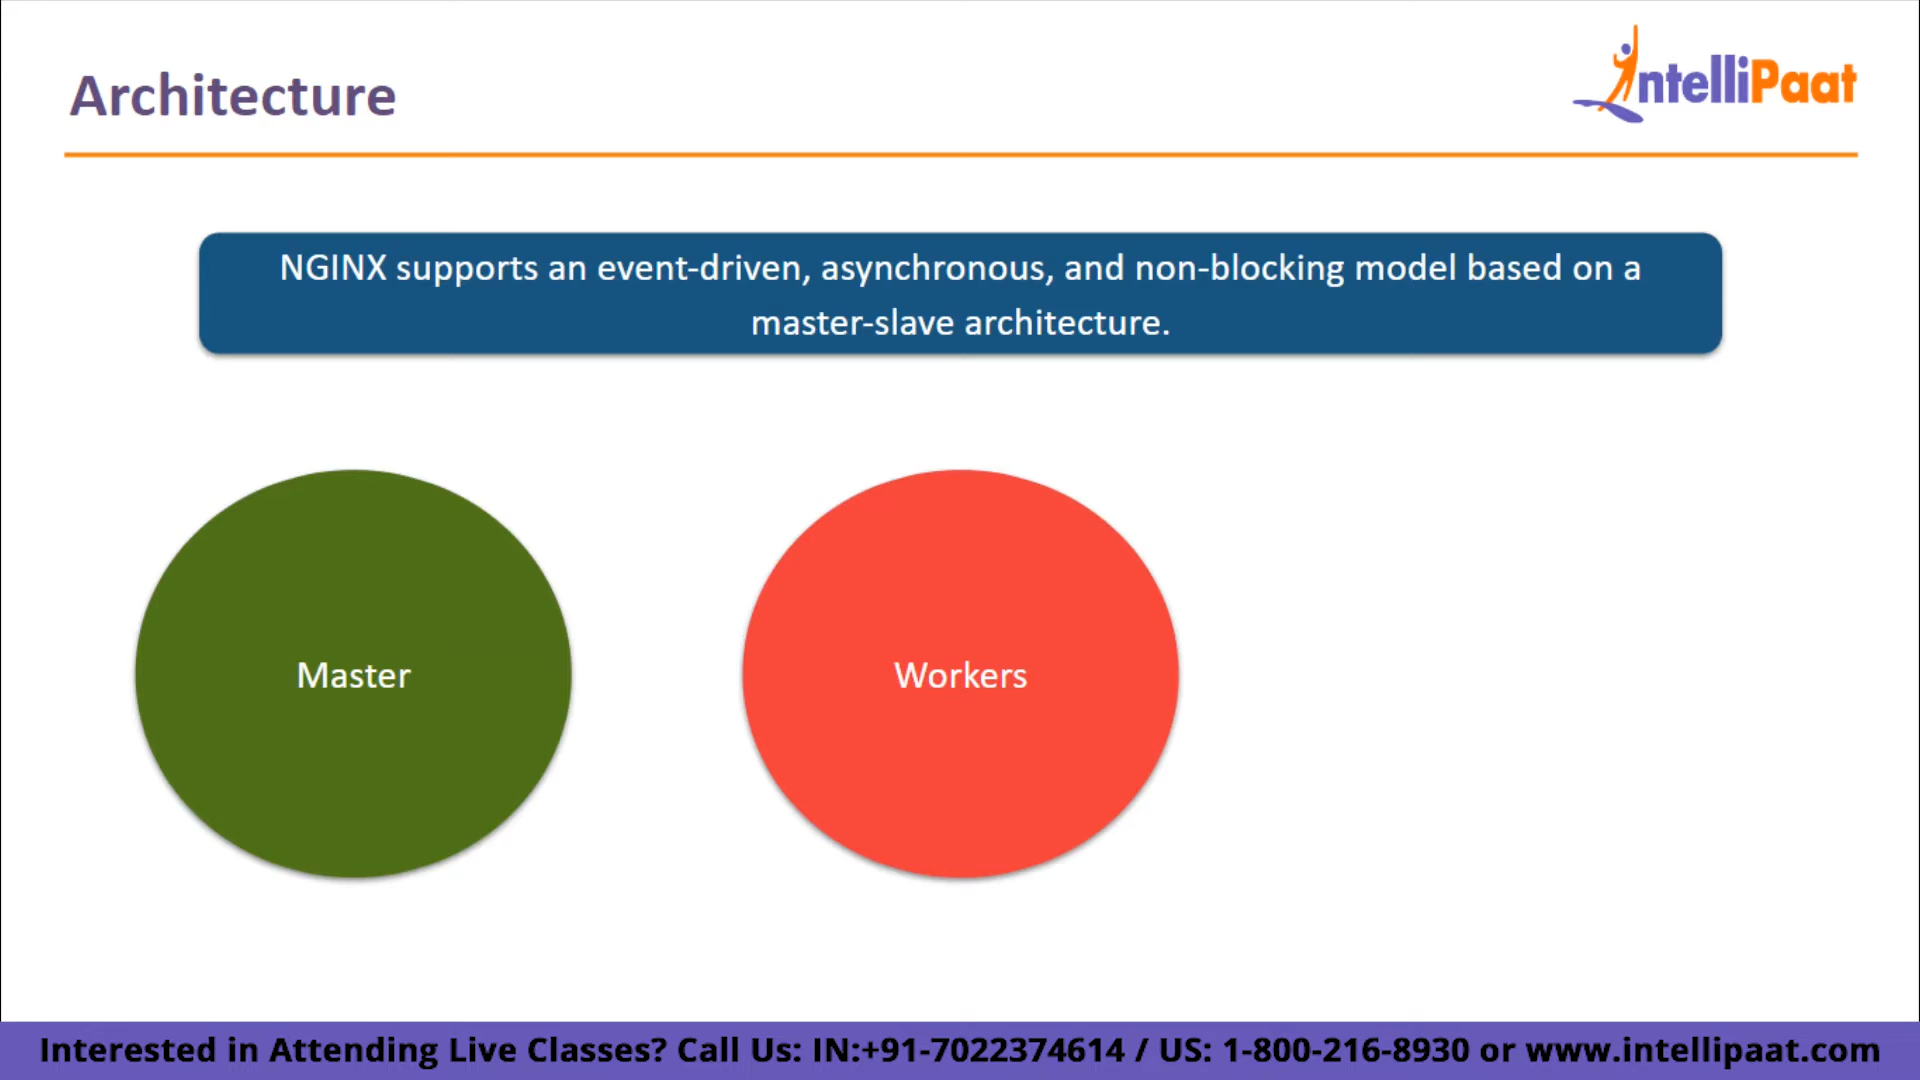 Architecture
IntelliPaat
NGINX supports an event-driven, asynchronous, and non-blocking model based on a
master-slave architecture.
Master
Workers
Interested in Attending Live Classes? Call Us: IN:+91-7022374614 / US: 1-800-216-8930 or www.intellipaat.com